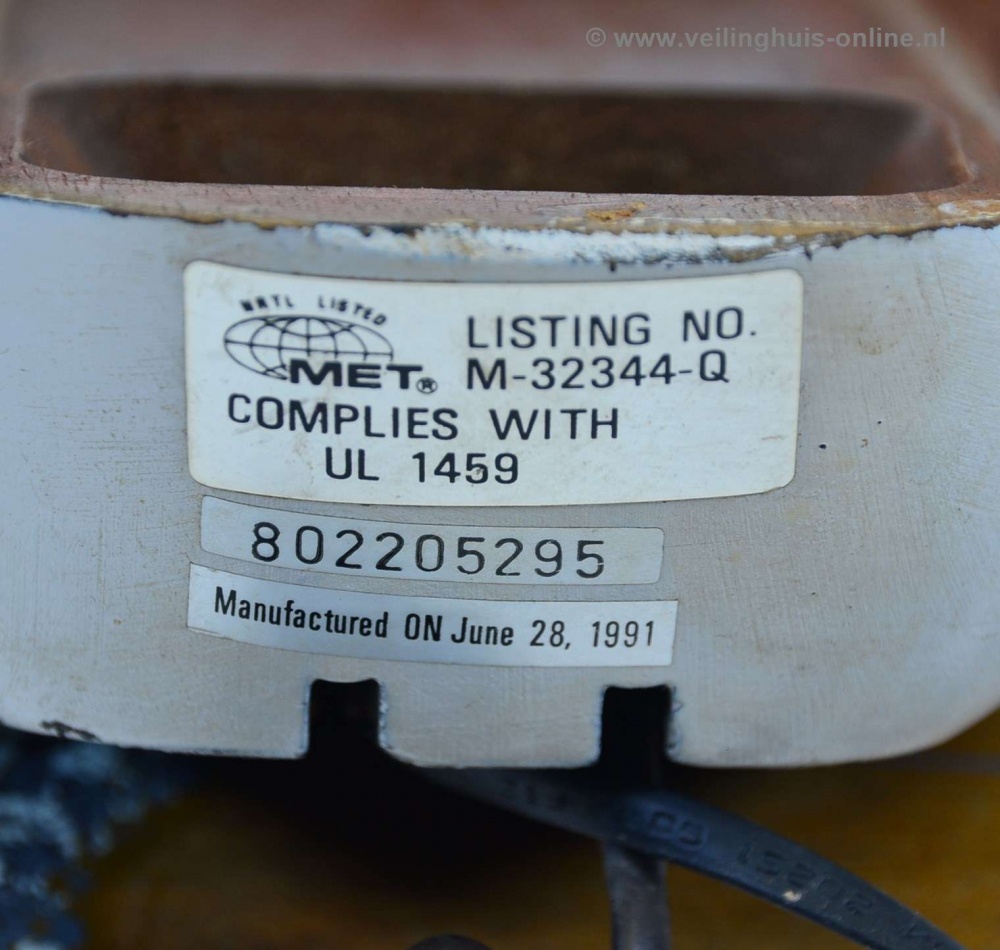 © www.veilinghuis-online.nl
NRTL LISTED
MET®
LISTING NO.
M-32344-Q
COMPLIES WITH
UL 1459
802205295
Manufactured ON June 28, 1991